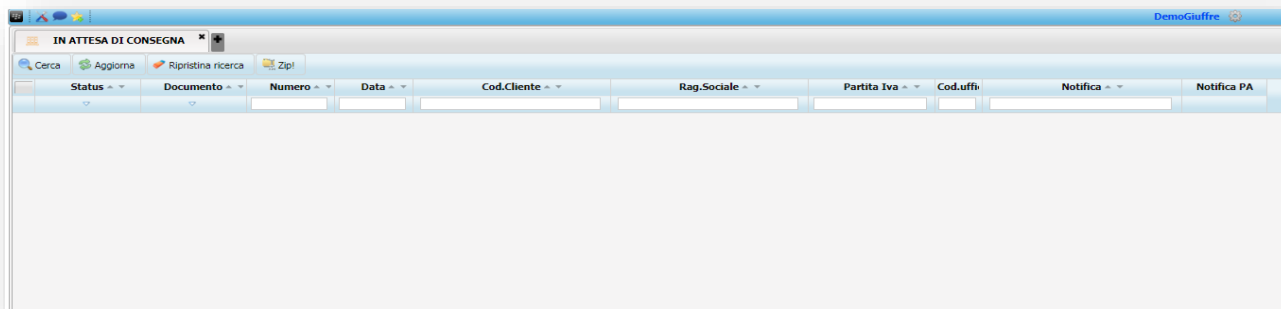 DemoGiuffre
IN ATTESA DI CONSEGNA
Cerca Aggiorna Ripristina ricerca Zip!
Status Documento Numero Data Cod.Cliente Rag.Sociale Partita Iva Cod.uffi Notifica Notifica PA